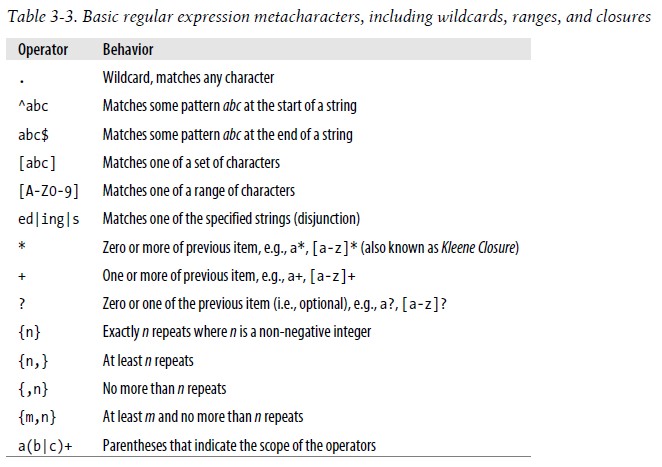 Table 3-3. Basic regular expression metacharacters, including wildcards, ranges, and closures
Operator Behavior
. Wildcard, matches any character
^abc Matches some pattern abc at the start of a string
abc$ Matches some pattern abc at the end of a string
[abc] Matches one of a set of characters
[A-Z0-9] Matches one of a range of characters
ed|ing|s Matches one of the specified strings (disjunction)
* Zero or more of previous item, e.g., a*, [a-z]* (also known as Kleene Closure)
+ One or more of previous item, e.g., a+, [a-z]+
? Zero or one of the previous item (i.e., optional), e.g., a?, [a-z]?
{n} Exactly n repeats where n is a non-negative integer
{n,} At least n repeats
{,n} No more than n repeats
{m,n} At least m and no more than n repeats
a(b|c)+ Parentheses that indicate the scope of the operators